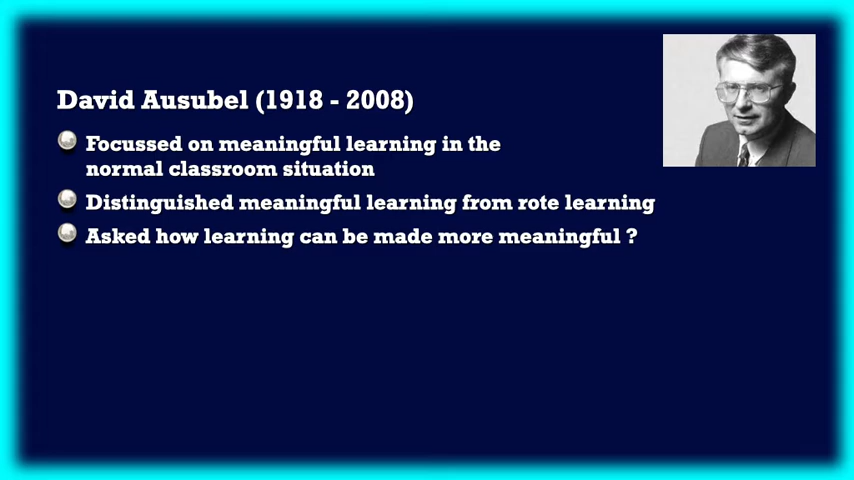 David Ausubel (1918 - 2008)
Focussed on meaningful learning in the
normal classroom situation
Distinguished meaningful learning from rote learning
Asked how learning can be made more meaningful ?